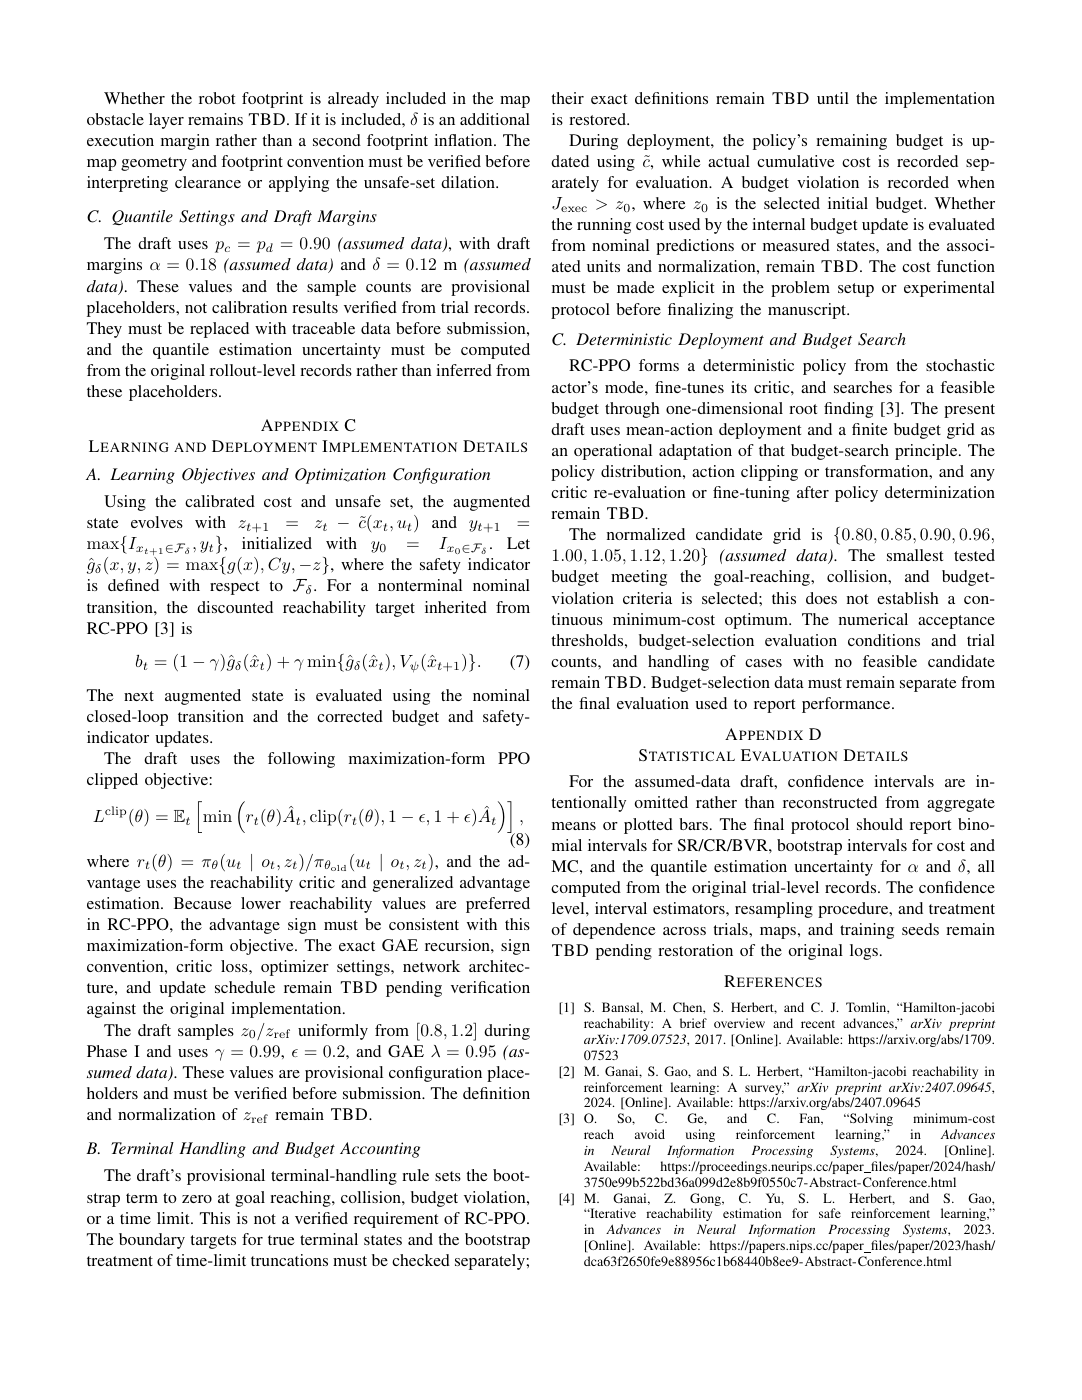 Whether the robot footprint is already included in the map
obstacle layer remains TBD. If it is included, δ is an additional
execution margin rather than a second footprint inflation. The
map geometry and footprint convention must be verified before
interpreting clearance or applying the unsafe-set dilation.
C. Quantile Settings and Draft Margins
The draft uses p_c = p_d = 0.90 (assumed data), with draft
margins α = 0.18 (assumed data) and δ = 0.12 m (assumed
data). These values and the sample counts are provisional
placeholders, not calibration results verified from trial records.
They must be replaced with traceable data before submission,
and the quantile estimation uncertainty must be computed
from the original rollout-level records rather than inferred from
these placeholders.
APPENDIX C
LEARNING AND DEPLOYMENT IMPLEMENTATION DETAILS
A. Learning Objectives and Optimization Configuration
Using the calibrated cost and unsafe set, the augmented
state evolves with z_{t+1} = z_t − c̃(x_t, u_t) and y_{t+1} =
max{I_{x_{t+1}∈F_δ}, y_t}, initialized with y_0 = I_{x_0∈F_δ}. Let
ĝ_δ(x, y, z) = max{g(x), Cy, −z}, where the safety indicator
is defined with respect to F_δ. For a nonterminal nominal
transition, the discounted reachability target inherited from
RC-PPO [3] is
b_t = (1 − γ)ĝ_δ(x̂_t) + γ min{ĝ_δ(x̂_t), V_ψ(x̂_{t+1})}. (7)
The next augmented state is evaluated using the nominal
closed-loop transition and the corrected budget and safety-
indicator updates.
The draft uses the following maximization-form PPO
clipped objective:
L^{clip}(θ) = 𝔼_t [min (r_t(θ)Â_t, clip(r_t(θ), 1 − ϵ, 1 + ϵ)Â_t)],
(8)
where r_t(θ) = π_θ(u_t | o_t, z_t)/π_{θ_old}(u_t | o_t, z_t), and the ad-
vantage uses the reachability critic and generalized advantage
estimation. Because lower reachability values are preferred
in RC-PPO, the advantage sign must be consistent with this
maximization-form objective. The exact GAE recursion, sign
convention, critic loss, optimizer settings, network architec-
ture, and update schedule remain TBD pending verification
against the original implementation.
The draft samples z_0/z_ref uniformly from [0.8, 1.2] during
Phase I and uses γ = 0.99, ϵ = 0.2, and GAE λ = 0.95 (as-
sumed data). These values are provisional configuration place-
holders and must be verified before submission. The definition
and normalization of z_ref remain TBD.
B. Terminal Handling and Budget Accounting
The draft's provisional terminal-handling rule sets the boot-
strap term to zero at goal reaching, collision, budget violation,
or a time limit. This is not a verified requirement of RC-PPO.
The boundary targets for true terminal states and the bootstrap
treatment of time-limit truncations must be checked separately;
their exact definitions remain TBD until the implementation
is restored.
During deployment, the policy's remaining budget is up-
dated using c̃, while actual cumulative cost is recorded sep-
arately for evaluation. A budget violation is recorded when
J_exec > z_0, where z_0 is the selected initial budget. Whether
the running cost used by the internal budget update is evaluated
from nominal predictions or measured states, and the associ-
ated units and normalization, remain TBD. The cost function
must be made explicit in the problem setup or experimental
protocol before finalizing the manuscript.
C. Deterministic Deployment and Budget Search
RC-PPO forms a deterministic policy from the stochastic
actor's mode, fine-tunes its critic, and searches for a feasible
budget through one-dimensional root finding [3]. The present
draft uses mean-action deployment and a finite budget grid as
an operational adaptation of that budget-search principle. The
policy distribution, action clipping or transformation, and any
critic re-evaluation or fine-tuning after policy determinization
remain TBD.
The normalized candidate grid is {0.80, 0.85, 0.90, 0.96,
1.00, 1.05, 1.12, 1.20} (assumed data). The smallest tested
budget meeting the goal-reaching, collision, and budget-
violation criteria is selected; this does not establish a con-
tinuous minimum-cost optimum. The numerical acceptance
thresholds, budget-selection evaluation conditions and trial
counts, and handling of cases with no feasible candidate
remain TBD. Budget-selection data must remain separate from
the final evaluation used to report performance.
APPENDIX D
STATISTICAL EVALUATION DETAILS
For the assumed-data draft, confidence intervals are in-
tentionally omitted rather than reconstructed from aggregate
means or plotted bars. The final protocol should report bino-
mial intervals for SR/CR/BVR, bootstrap intervals for cost and
MC, and the quantile estimation uncertainty for α and δ, all
computed from the original trial-level records. The confidence
level, interval estimators, resampling procedure, and treatment
of dependence across trials, maps, and training seeds remain
TBD pending restoration of the original logs.
REFERENCES
[1] S. Bansal, M. Chen, S. Herbert, and C. J. Tomlin, “Hamilton-jacobi
reachability: A brief overview and recent advances,” arXiv preprint
arXiv:1709.07523, 2017. [Online]. Available: https://arxiv.org/abs/1709.
07523
[2] M. Ganai, S. Gao, and S. L. Herbert, “Hamilton-jacobi reachability in
reinforcement learning: A survey,” arXiv preprint arXiv:2407.09645,
2024. [Online]. Available: https://arxiv.org/abs/2407.09645
[3] O. So, C. Ge, and C. Fan, “Solving minimum-cost
reach avoid using reinforcement learning,” in Advances
in Neural Information Processing Systems, 2024. [Online].
Available: https://proceedings.neurips.cc/paper_files/paper/2024/hash/
3750e99b522bd36a099d2e8b9f0550c7-Abstract-Conference.html
[4] M. Ganai, Z. Gong, C. Yu, S. L. Herbert, and S. Gao,
“Iterative reachability estimation for safe reinforcement learning,”
in Advances in Neural Information Processing Systems, 2023.
[Online]. Available: https://papers.nips.cc/paper_files/paper/2023/hash/
dca63f2650fe9e88956c1b68440b8ee9-Abstract-Conference.html